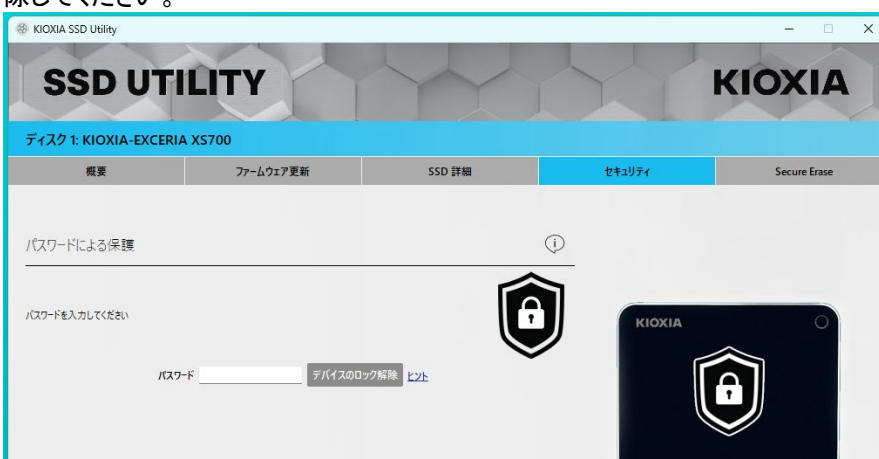 除してください。
KIOXIA SSD Utility
SSD UTILITY
KIOXIA
ディスク 1: KIOXIA-EXCERIA XS700
概要 ファームウェア更新 SSD 詳細 セキュリティ Secure Erase
パスワードによる保護
パスワードを入力してください
KIOXIA
パスワード デバイスのロック解除 ヒント